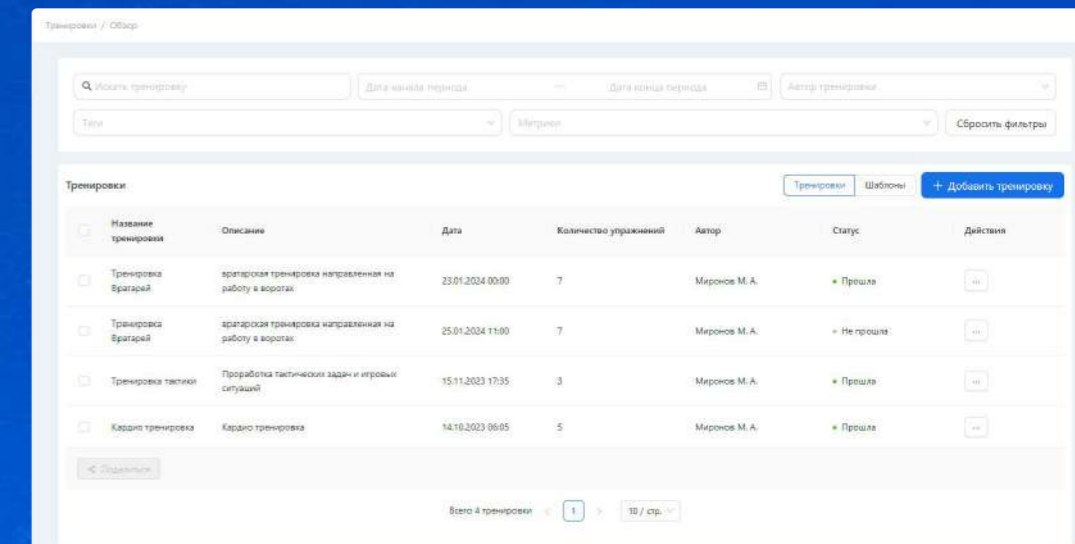 Тренировки / Обзор
Искать тренировку
Дата начала периода — Дата конца периода
Автор тренировки
Теги
Метрики
Сбросить фильтры
Тренировки
Тренировки Шаблоны
+ Добавить тренировку
Название тренировки
Описание
Дата
Количество упражнений
Автор
Статус
Действия
Тренировка
Вратарей
вратарская тренировка направленная на
работу в воротах
23.01.2024 00:00
7
Миронов М. А.
Прошла
...
Тренировка
Вратарей
вратарская тренировка направленная на
работу в воротах
25.01.2024 11:00
7
Миронов М. А.
Не прошла
...
Тренировка тактики
Проработка тактических задач и игровых
ситуаций
15.11.2023 17:35
3
Миронов М. А.
Прошла
...
Кардио тренировка
Кардио тренировка
14.10.2023 06:05
5
Миронов М. А.
Прошла
...
Поделиться
Всего 4 тренировки < 1 > 10 / стр.